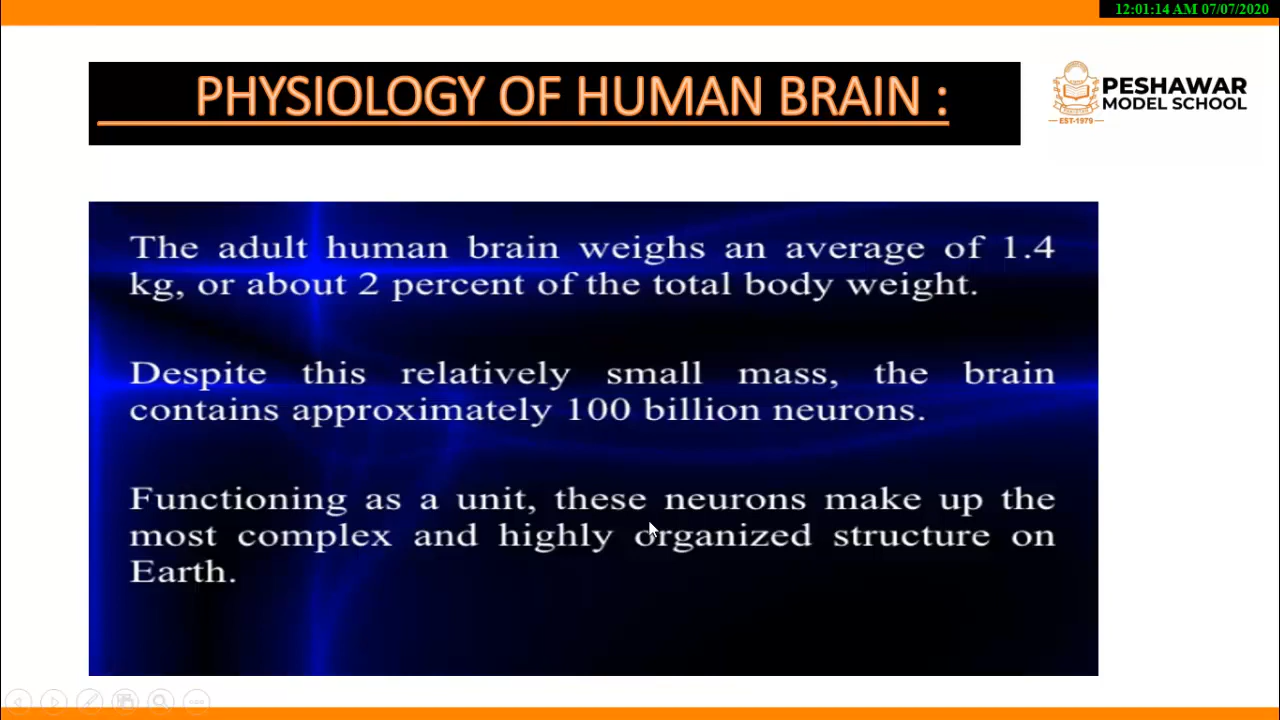 12:01:14 AM 07/07/2020
PHYSIOLOGY OF HUMAN BRAIN :
PESHAWAR
MODEL SCHOOL
EST-1979
The adult human brain weighs an average of 1.4
kg, or about 2 percent of the total body weight.
Despite this relatively small mass, the brain
contains approximately 100 billion neurons.
Functioning as a unit, these neurons make up the
most complex and highly organized structure on
Earth.